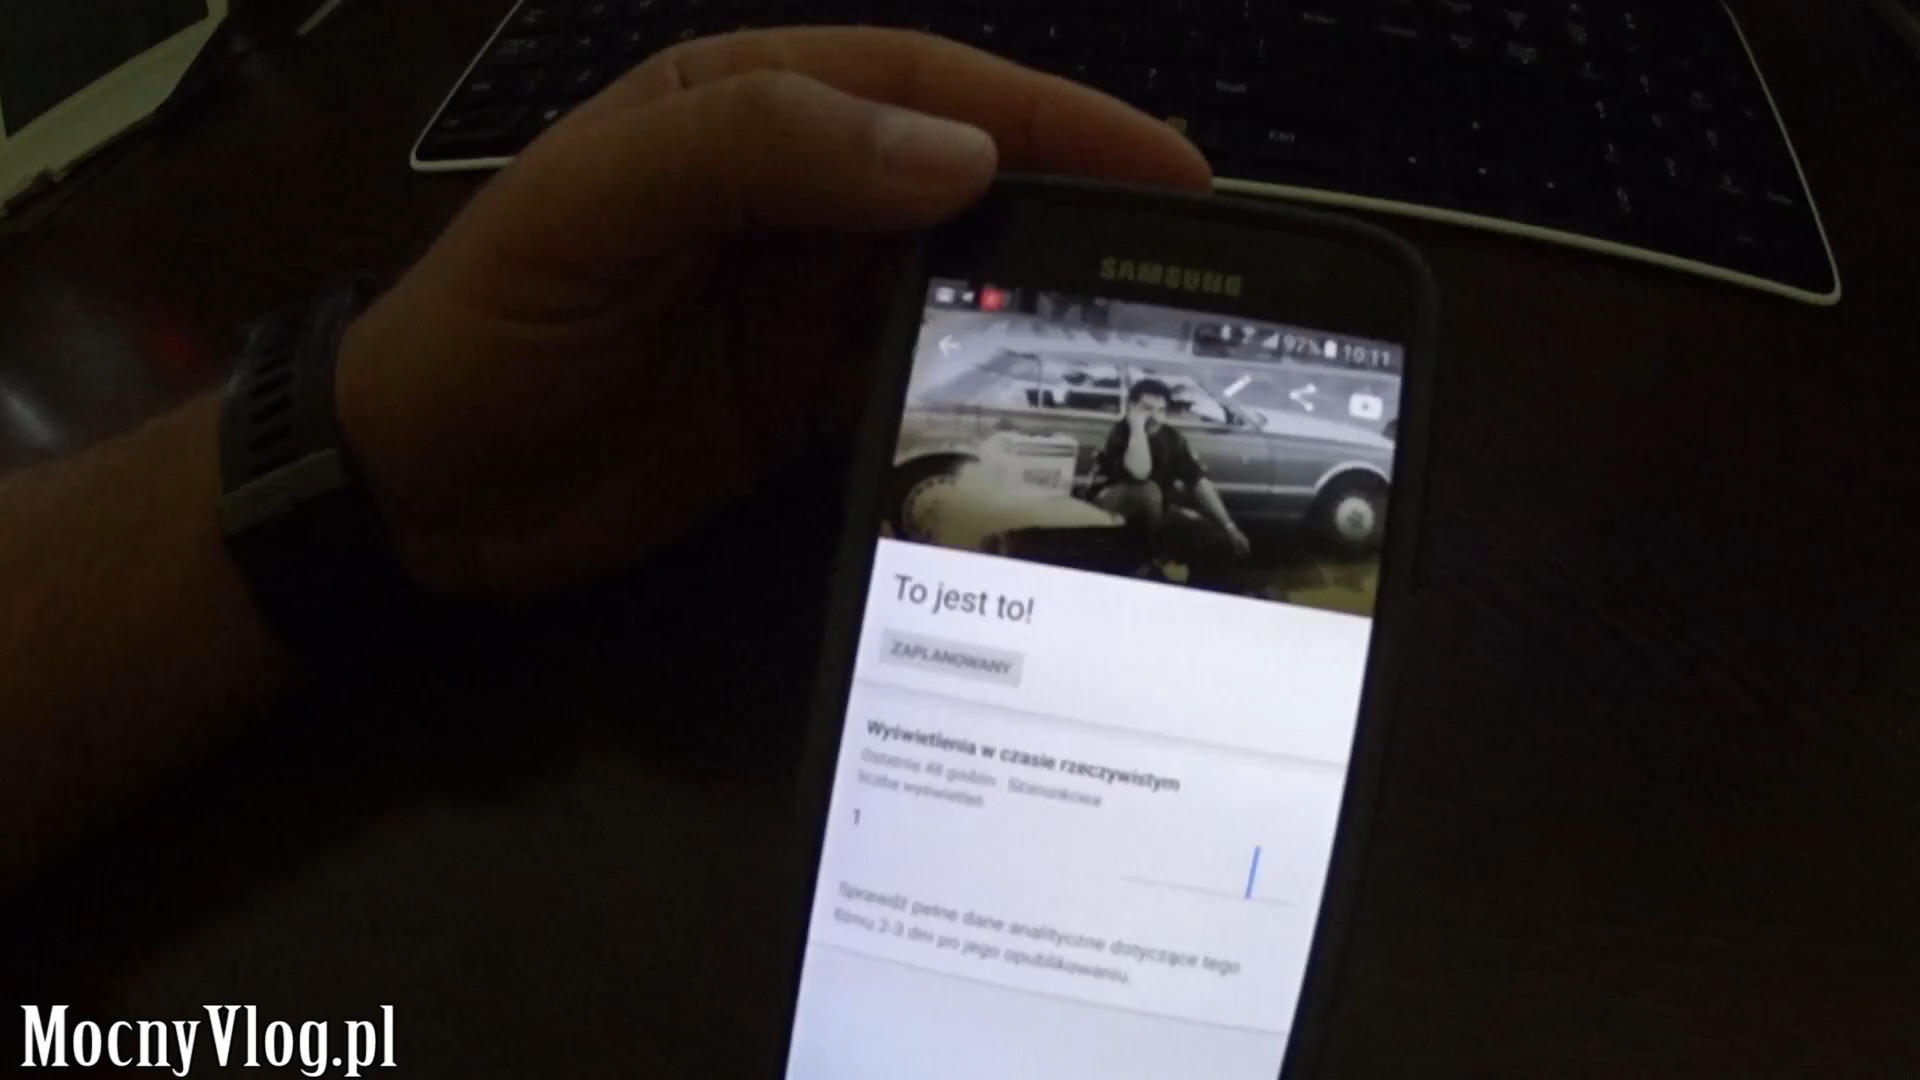 SAMSUNG
97% 10:11
To jest to!
ZAPLANOWANY
Wyświetlenia w czasie rzeczywistym
Ostatnie 48 godzin · Szacunkowa
liczba wyświetleń
1
Sprawdź pełne dane analityczne dotyczące tego
filmu 2-3 dni po jego opublikowaniu.
MocnyVlog.pl